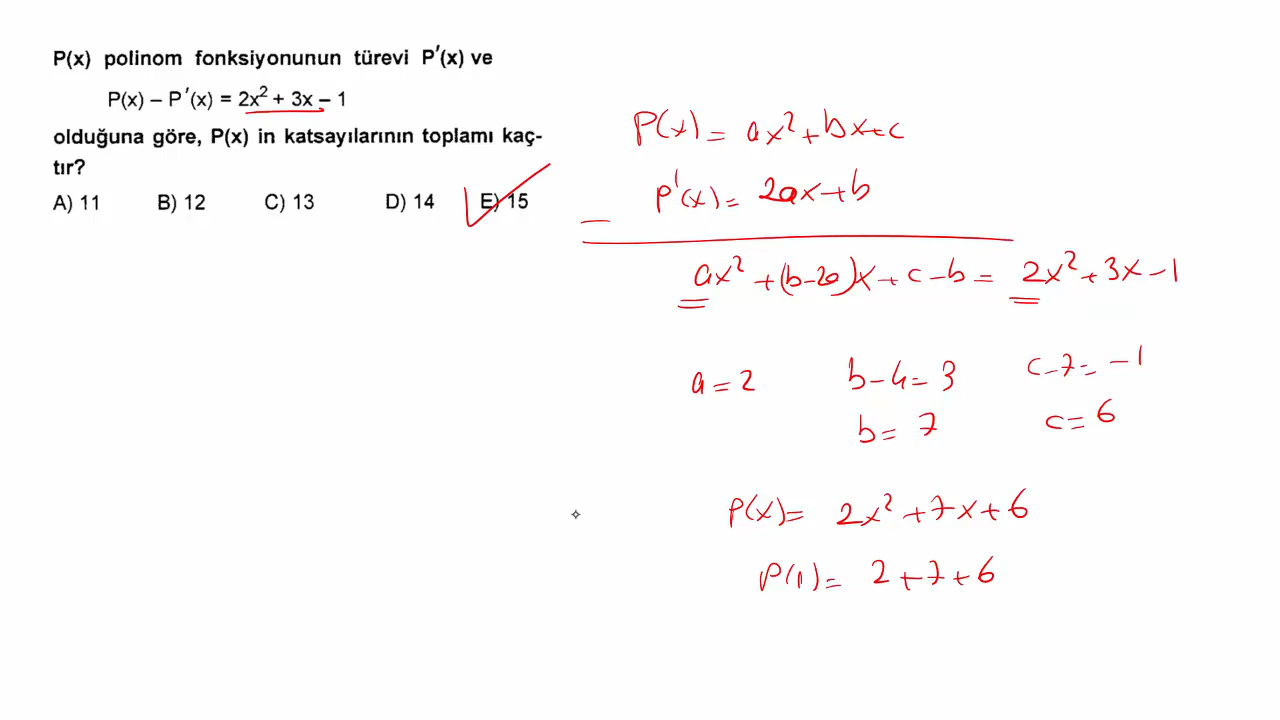 P(x) polinom fonksiyonunun türevi P'(x) ve
P(x) – P'(x) = 2x² + 3x – 1
olduğuna göre, P(x) in katsayılarının toplamı kaç-
tır?
A) 11 B) 12 C) 13 D) 14 E) 15
P(x) = ax² + bx + c
P'(x) = 2ax + b
ax² + (b-2a)x + c - b = 2x² + 3x - 1
a = 2 b - 4 = 3 c - 7 = -1
b = 7 c = 6
P(x) = 2x² + 7x + 6
P(1) = 2 + 7 + 6